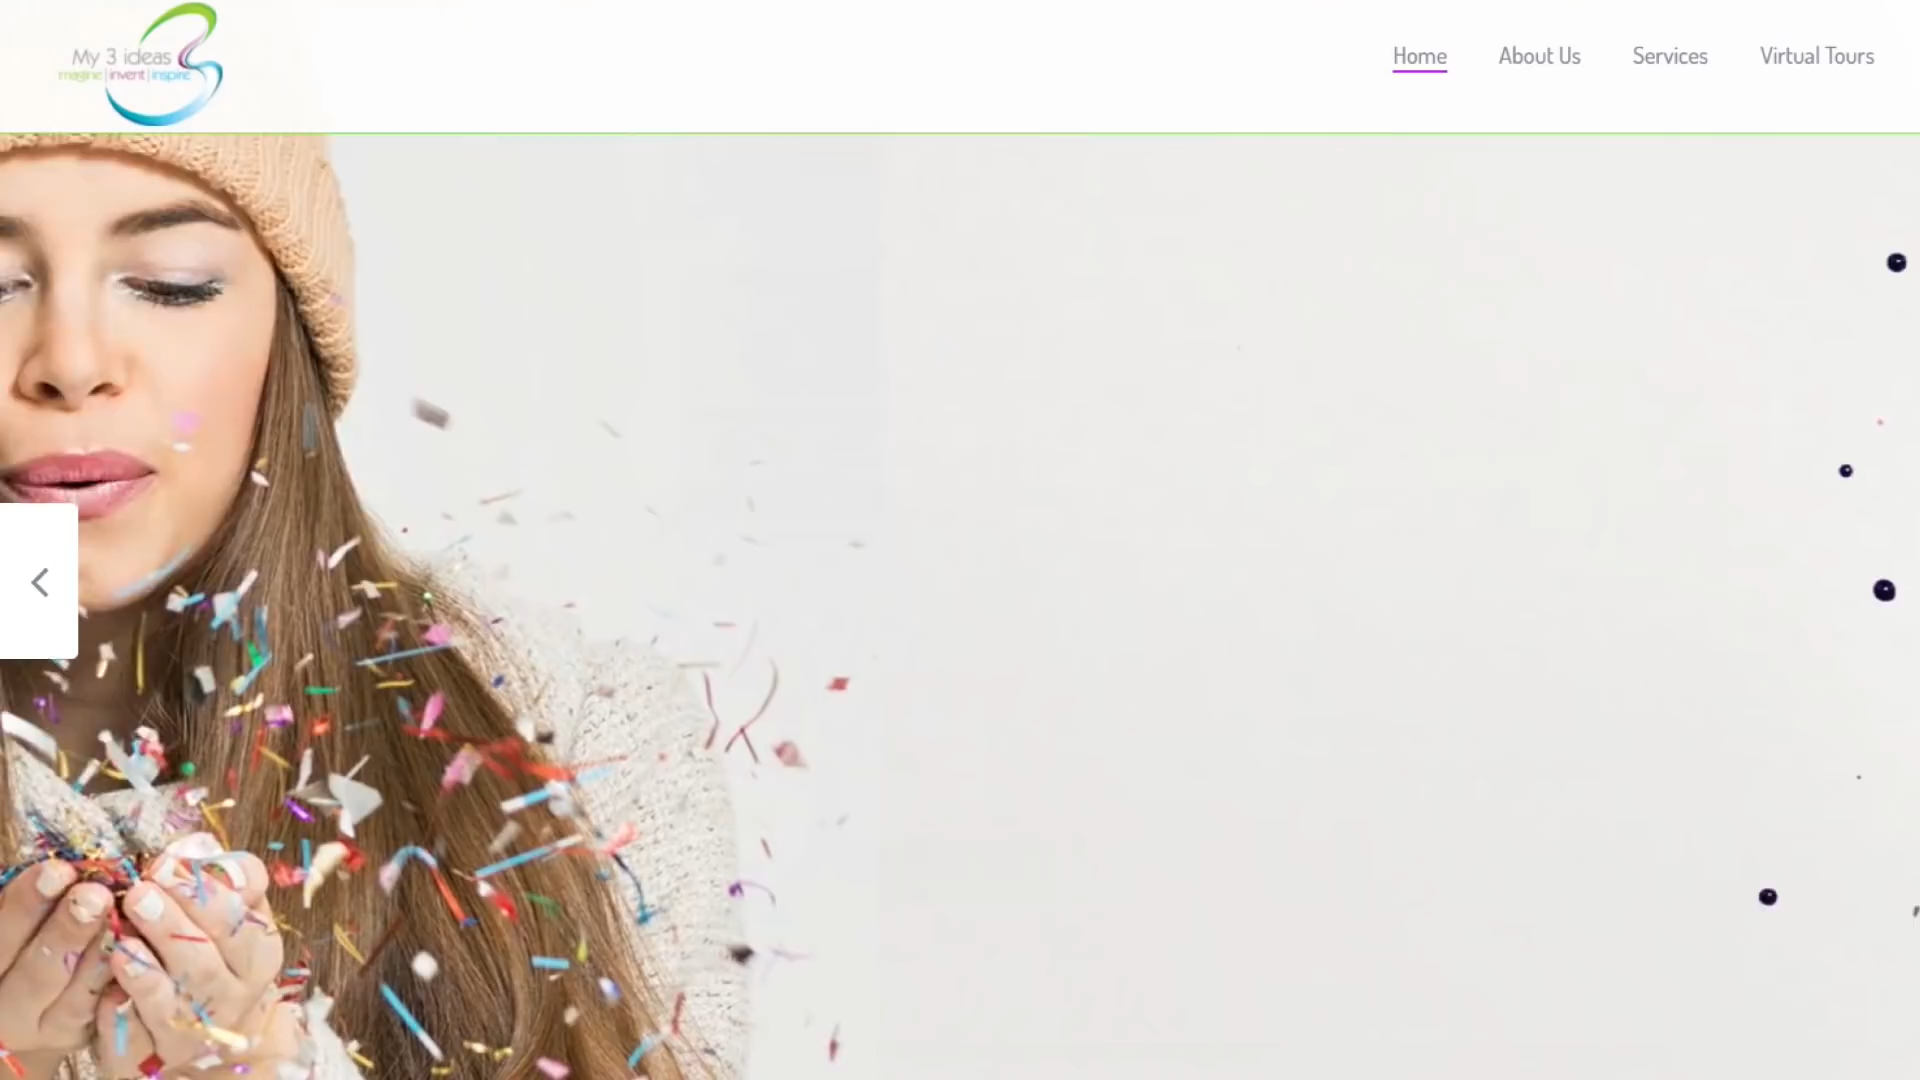 My 3 ideas
imagine | invent | inspire
Home
About Us
Services
Virtual Tours